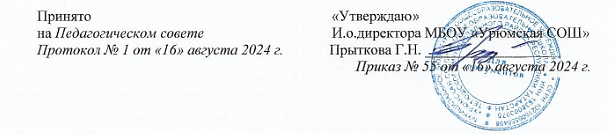 Принято «Утверждаю»
на Педагогическом совете И.о.директора МБОУ «Урюмская СОШ»
Протокол № 1 от «16» августа 2024 г. Прыткова Г.Н.
Приказ № 55 от «16» августа 2024 г.